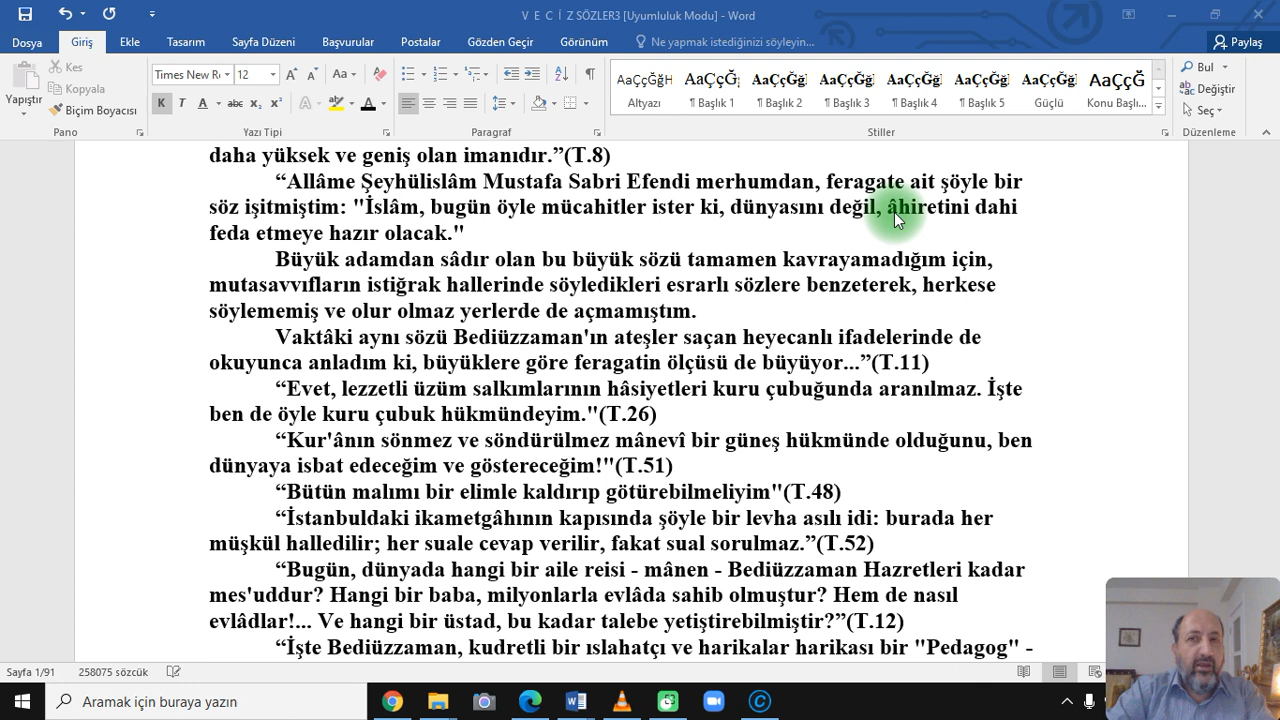 V E C İ Z SÖZLER3 [Uyumluluk Modu] - Word
Dosya Giriş Ekle Tasarım Sayfa Düzeni Başvurular Postalar Gözden Geçir Görünüm Ne yapmak istediğinizi söyleyin... Paylaş
Yapıştır
Kes
Kopyala
Biçim Boyacısı
Pano
Times New Ro 12
Yazı Tipi
Paragraf
AaÇçĞğH AaÇçĞ AaÇçĞğ AaÇçĞğ AaÇçĞğ AaÇçĞğ AaÇçĞğ AaÇçĞ
Altyazı ¶ Başlık 1 ¶ Başlık 2 ¶ Başlık 3 ¶ Başlık 4 ¶ Başlık 5 Güçlü Konu Başlı...
Stiller
Bul
Değiştir
Seç
Düzenleme
daha yüksek ve geniş olan imanıdır.”(T.8)
“Allâme Şeyhülislâm Mustafa Sabri Efendi merhumdan, feragate ait şöyle bir
söz işitmiştim: "İslâm, bugün öyle mücahitler ister ki, dünyasını değil, âhiretini dahi
feda etmeye hazır olacak."
Büyük adamdan sâdır olan bu büyük sözü tamamen kavrayamadığım için,
mutasavvıfların istiğrak hallerinde söyledikleri esrarlı sözlere benzeterek, herkese
söylememiş ve olur olmaz yerlerde de açmamıştım.
Vaktâki aynı sözü Bediüzzaman'ın ateşler saçan heyecanlı ifadelerinde de
okuyunca anladım ki, büyüklere göre feragatin ölçüsü de büyüyor...”(T.11)
“Evet, lezzetli üzüm salkımlarının hâsiyetleri kuru çubuğunda aranılmaz. İşte
ben de öyle kuru çubuk hükmündeyim."(T.26)
“Kur'ânın sönmez ve söndürülmez mânevî bir güneş hükmünde olduğunu, ben
dünyaya isbat edeceğim ve göstereceğim!"(T.51)
“Bütün malımı bir elimle kaldırıp götürebilmeliyim"(T.48)
“İstanbuldaki ikametgâhının kapısında şöyle bir levha asılı idi: burada her
müşkül halledilir; her suale cevap verilir, fakat sual sorulmaz.”(T.52)
“Bugün, dünyada hangi bir aile reisi - mânen - Bediüzzaman Hazretleri kadar
mes'uddur? Hangi bir baba, milyonlarla evlâda sahib olmuştur? Hem de nasıl
evlâdlar!... Ve hangi bir üstad, bu kadar talebe yetiştirebilmiştir?”(T.12)
“İşte Bediüzzaman, kudretli bir ıslahatçı ve harikalar harikası bir "Pedagog" -
Sayfa 1/91 258075 sözcük
Aramak için buraya yazın